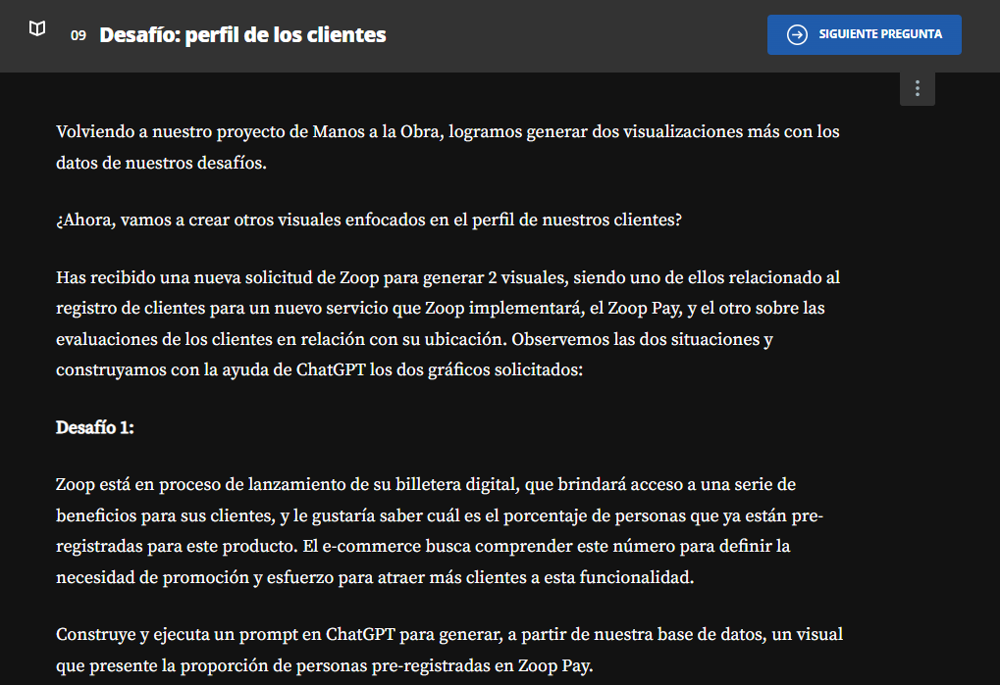 09 Desafío: perfil de los clientes
SIGUIENTE PREGUNTA
Volviendo a nuestro proyecto de Manos a la Obra, logramos generar dos visualizaciones más con los
datos de nuestros desafíos.
¿Ahora, vamos a crear otros visuales enfocados en el perfil de nuestros clientes?
Has recibido una nueva solicitud de Zoop para generar 2 visuales, siendo uno de ellos relacionado al
registro de clientes para un nuevo servicio que Zoop implementará, el Zoop Pay, y el otro sobre las
evaluaciones de los clientes en relación con su ubicación. Observemos las dos situaciones y
construyamos con la ayuda de ChatGPT los dos gráficos solicitados:
Desafío 1:
Zoop está en proceso de lanzamiento de su billetera digital, que brindará acceso a una serie de
beneficios para sus clientes, y le gustaría saber cuál es el porcentaje de personas que ya están pre-
registradas para este producto. El e-commerce busca comprender este número para definir la
necesidad de promoción y esfuerzo para atraer más clientes a esta funcionalidad.
Construye y ejecuta un prompt en ChatGPT para generar, a partir de nuestra base de datos, un visual
que presente la proporción de personas pre-registradas en Zoop Pay.